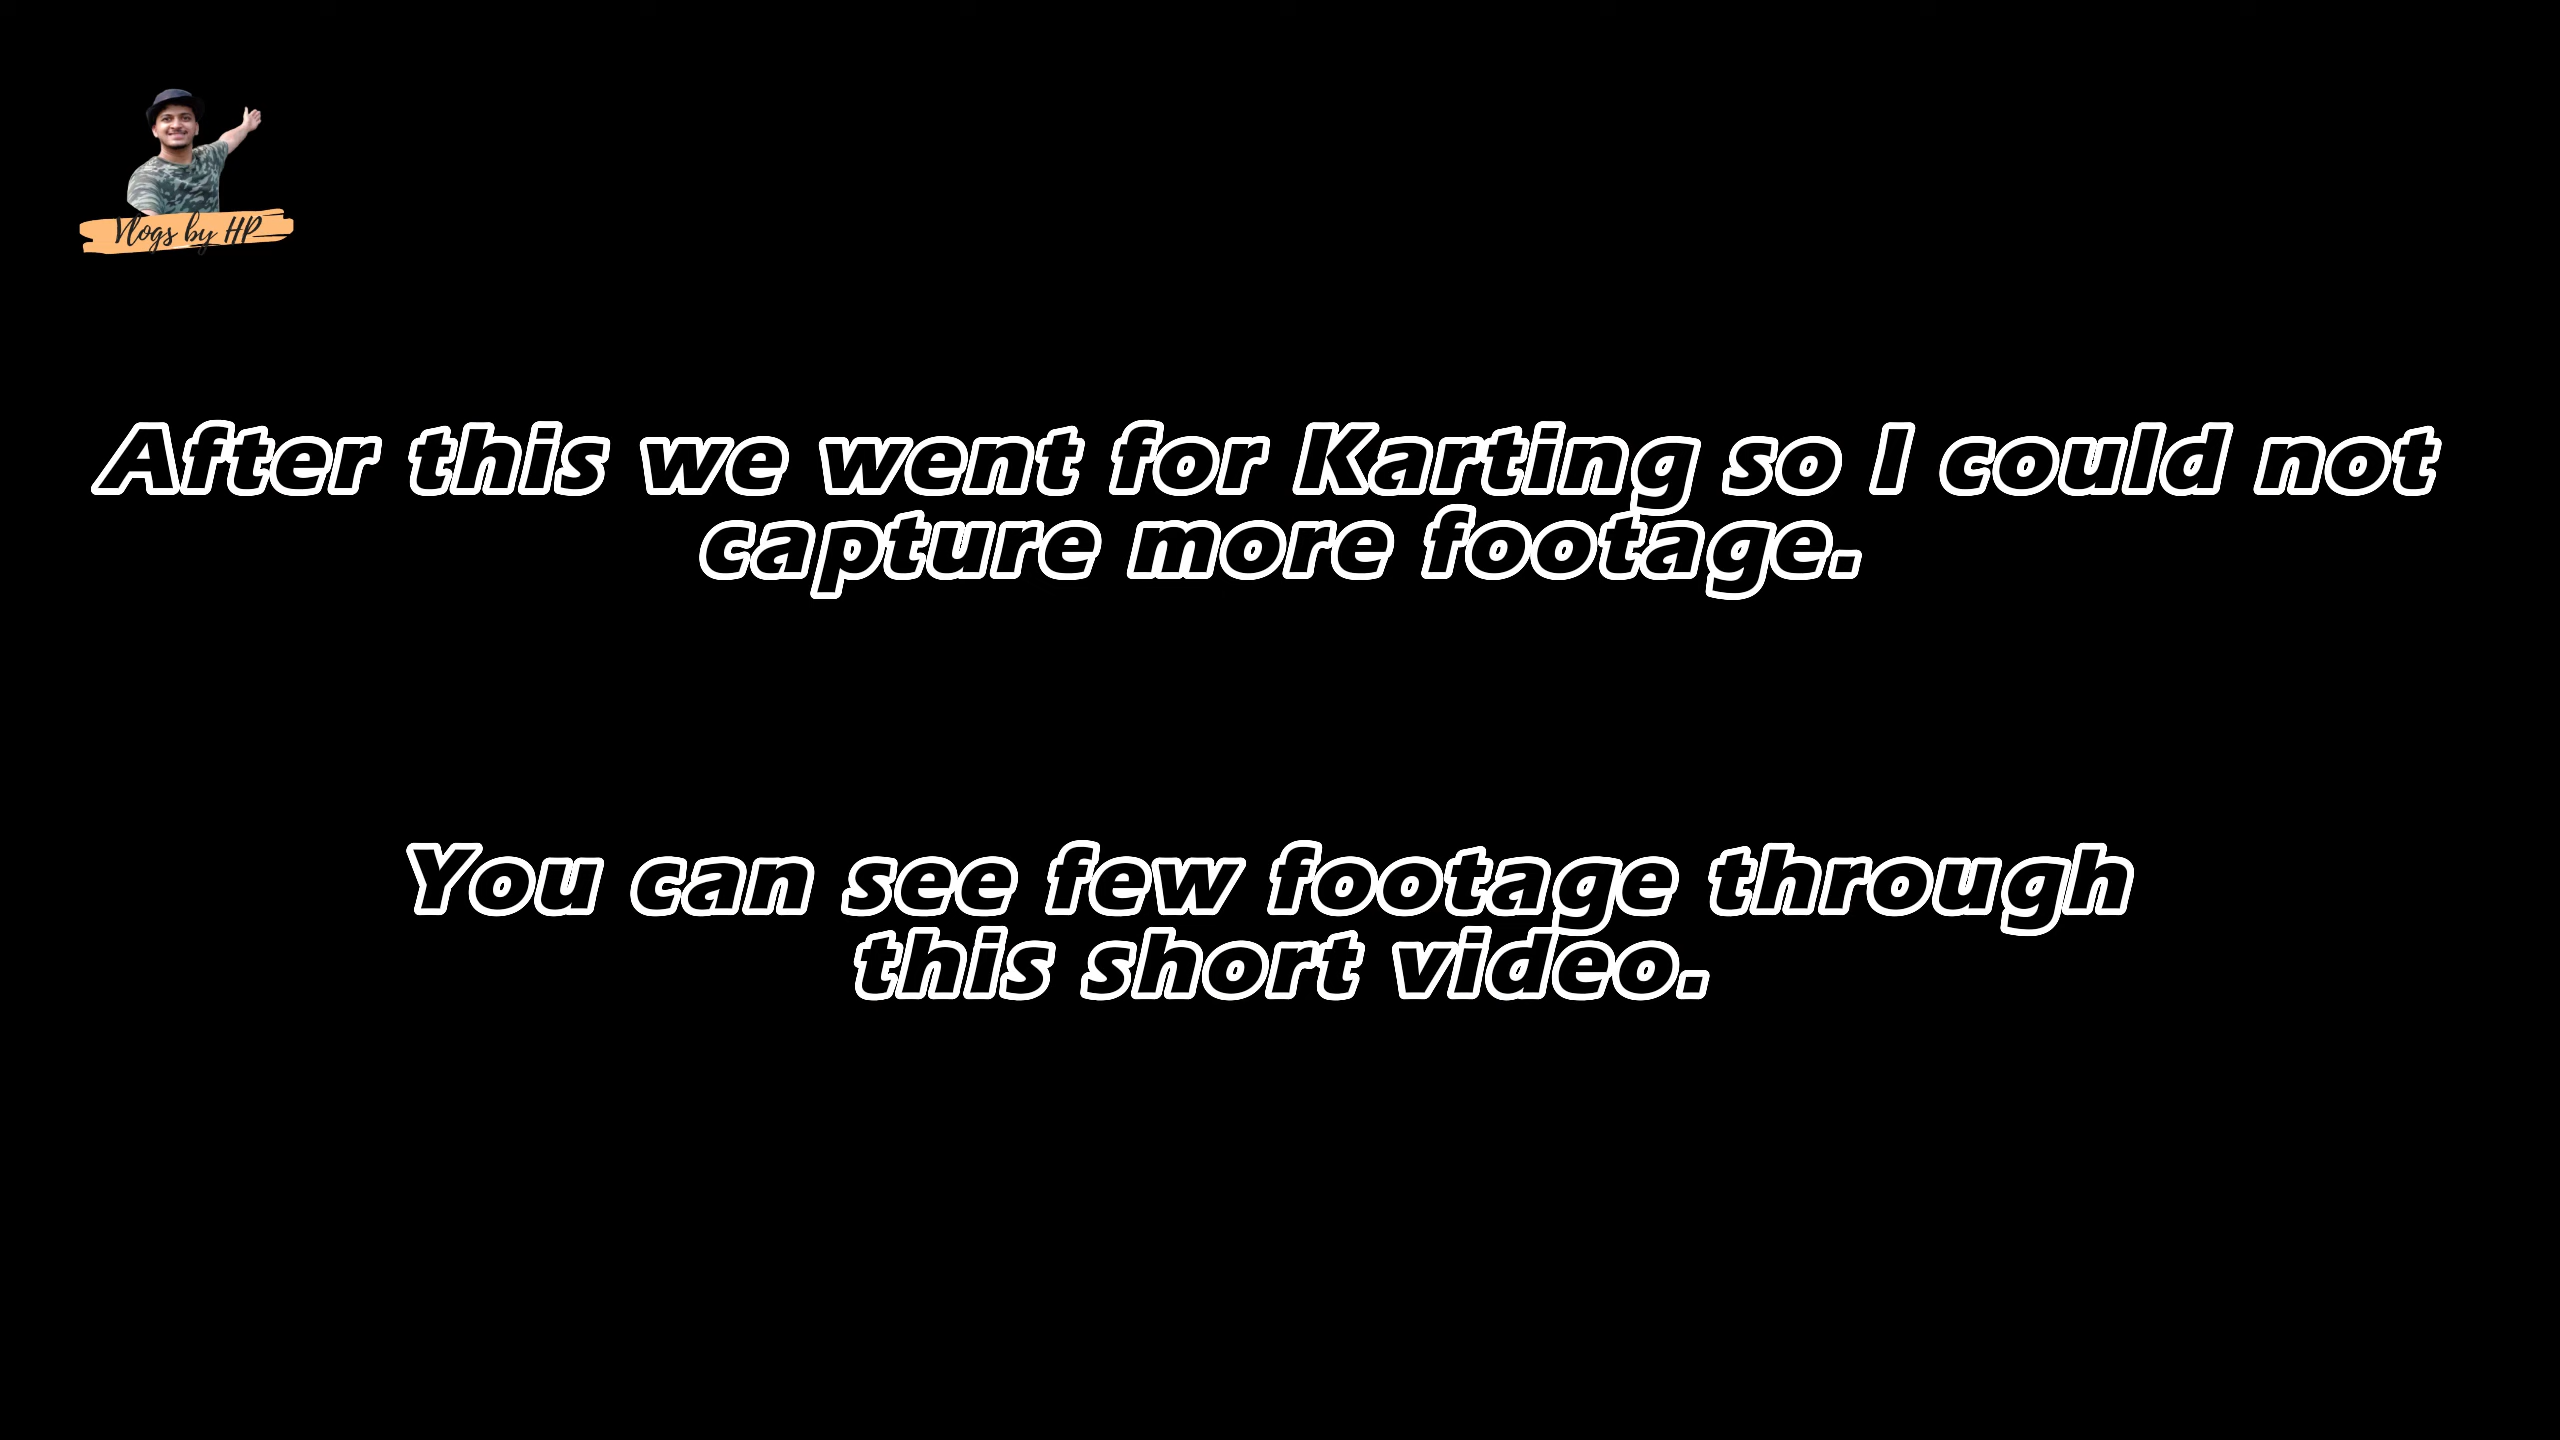 Vlogs by HP
After this we went for Karting so I could not
capture more footage.
You can see few footage through
this short video.